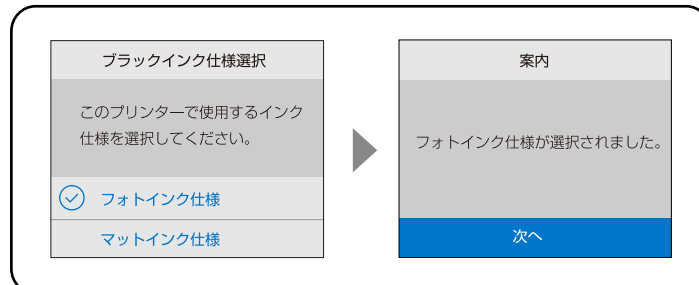 ブラックインク仕様選択
このプリンターで使用するインク
仕様を選択してください。
フォトインク仕様
マットインク仕様
案内
フォトインク仕様が選択されました。
次へ